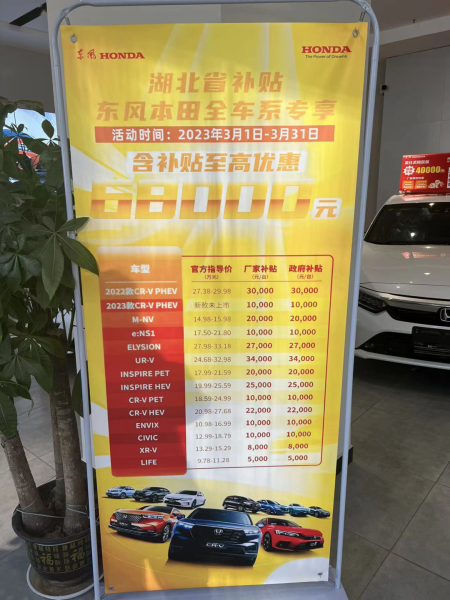 东风 HONDA
HONDA
The Power of Dreams
湖北省补贴
东风本田全车系专享
活动时间：2023年3月1日-3月31日
含补贴至高优惠
68000元
车型 官方指导价 厂家补贴 政府补贴
(万元) (元/台) (元/台)
2022款CR-V PHEV 27.38-29.98 30,000 30,000
2023款CR-V PHEV 新款未上市 10,000 10,000
M-NV 14.98-15.98 20,000 20,000
e:NS1 17.50-21.80 10,000 10,000
ELYSION 27.98-33.18 27,000 27,000
UR-V 24.68-32.98 34,000 34,000
INSPIRE PET 17.99-21.59 20,000 20,000
INSPIRE HEV 19.99-25.59 25,000 25,000
CR-V PET 18.59-24.99 10,000 10,000
CR-V HEV 20.99-27.68 22,000 22,000
ENVIX 10.98-16.99 10,000 10,000
CIVIC 12.99-18.79 10,000 10,000
XR-V 13.29-15.29 8,000 8,000
LIFE 9.78-11.28 5,000 5,000
CR-V
40000